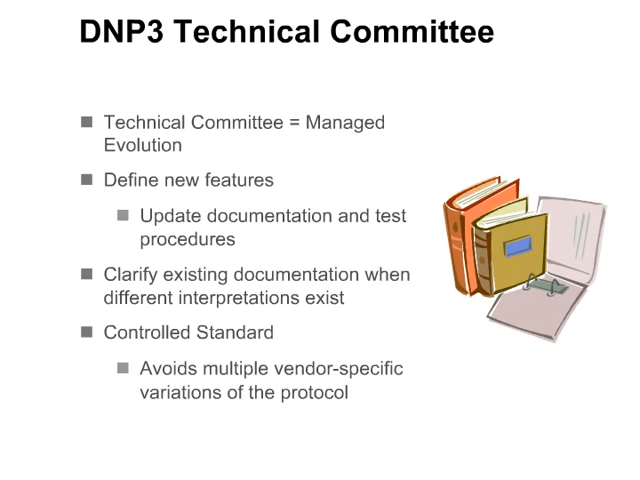 DNP3 Technical Committee
Technical Committee = Managed
Evolution
Define new features
Update documentation and test
procedures
Clarify existing documentation when
different interpretations exist
Controlled Standard
Avoids multiple vendor-specific
variations of the protocol